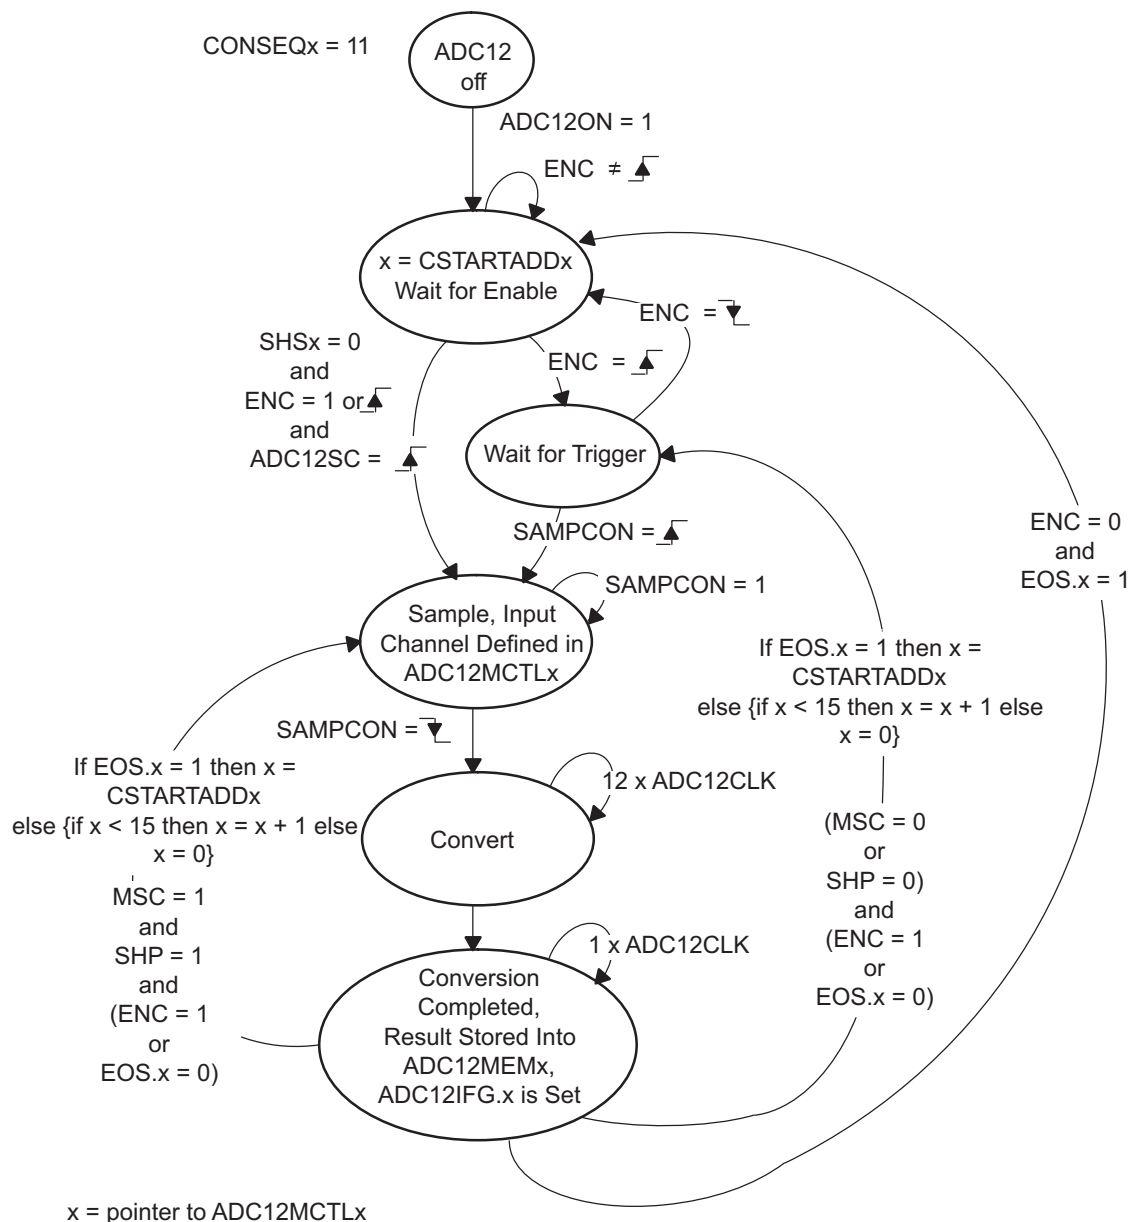 CONSEQx = 11
ADC12
off
ADC12ON = 1
ENC ≠
x = CSTARTADDx
Wait for Enable
ENC =
SHSx = 0
and
ENC = 1 or
and
ADC12SC =
ENC =
Wait for Trigger
SAMPCON =
ENC = 0
and
EOS.x = 1
SAMPCON = 1
Sample, Input
Channel Defined in
ADC12MCTLx
If EOS.x = 1 then x =
CSTARTADDx
else {if x < 15 then x = x + 1 else
x = 0}
SAMPCON =
If EOS.x = 1 then x =
CSTARTADDx
else {if x < 15 then x = x + 1 else
x = 0}
12 x ADC12CLK
Convert
(MSC = 0
or
SHP = 0)
and
(ENC = 1
or
EOS.x = 0)
MSC = 1
and
SHP = 1
and
(ENC = 1
or
EOS.x = 0)
1 x ADC12CLK
Conversion
Completed,
Result Stored Into
ADC12MEMx,
ADC12IFG.x is Set
x = pointer to ADC12MCTLx